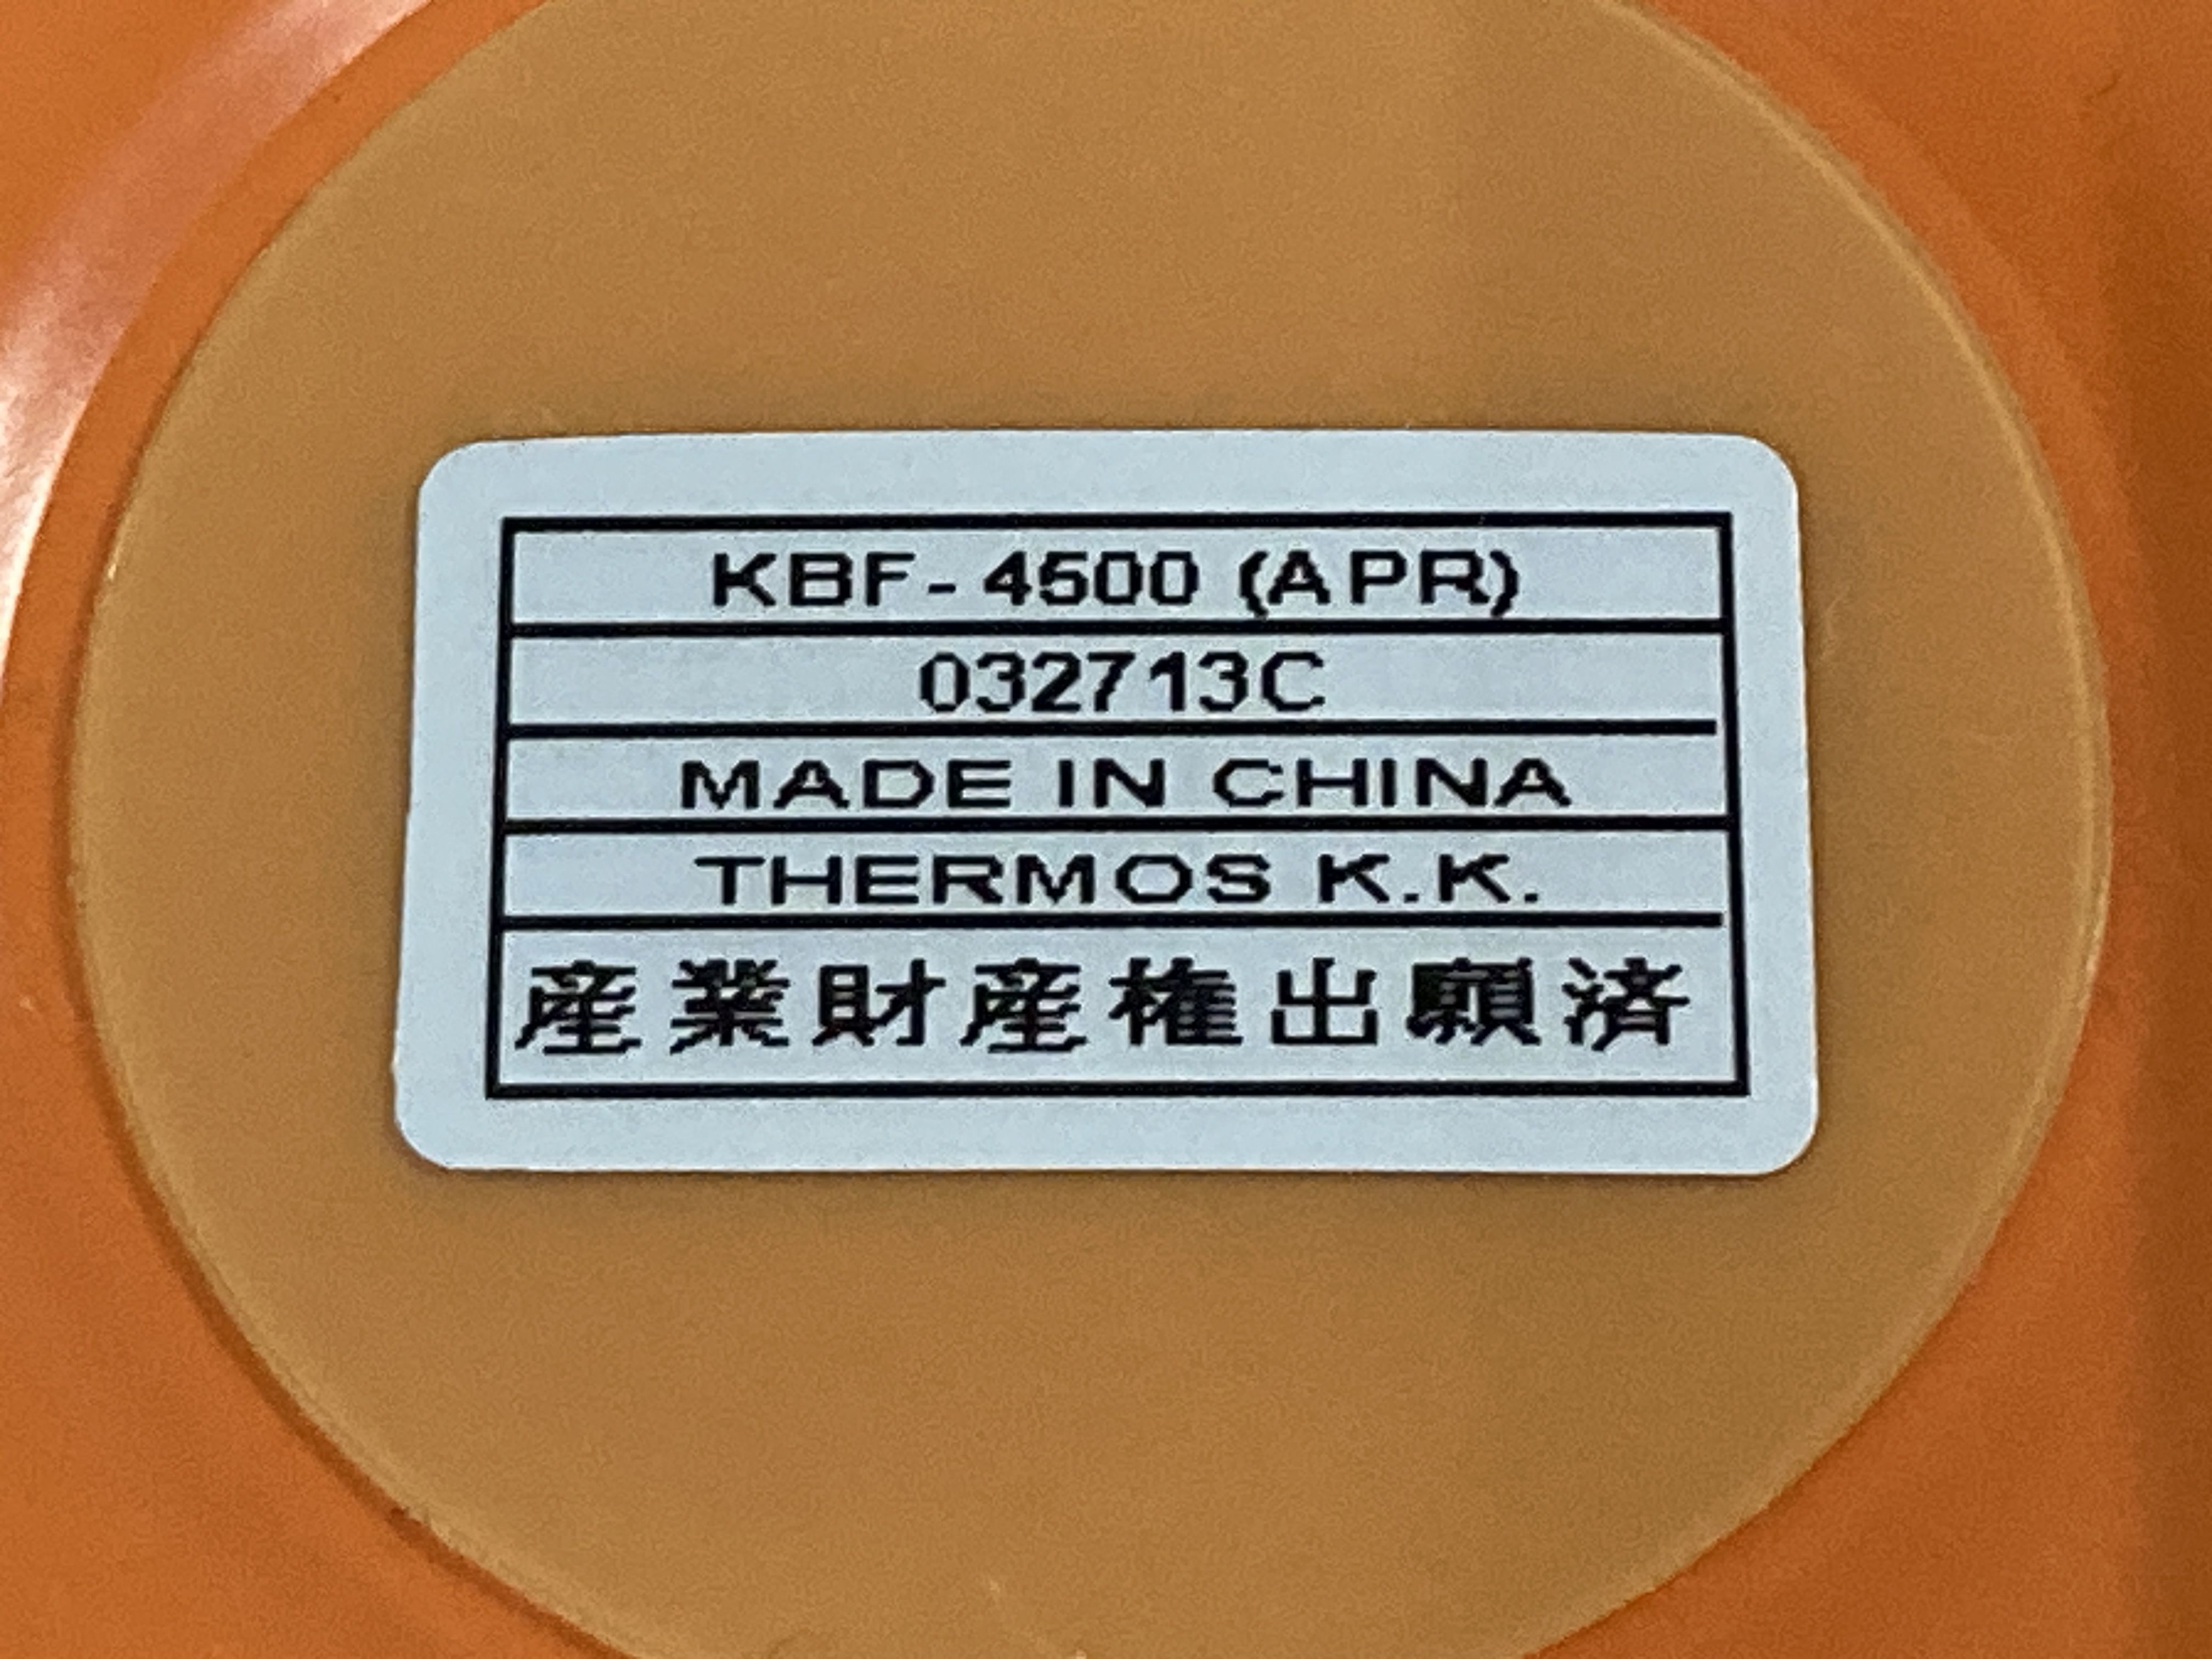 KBF-4500 (APR)
032713C
MADE IN CHINA
THERMOS K.K.
産業財産権出願済